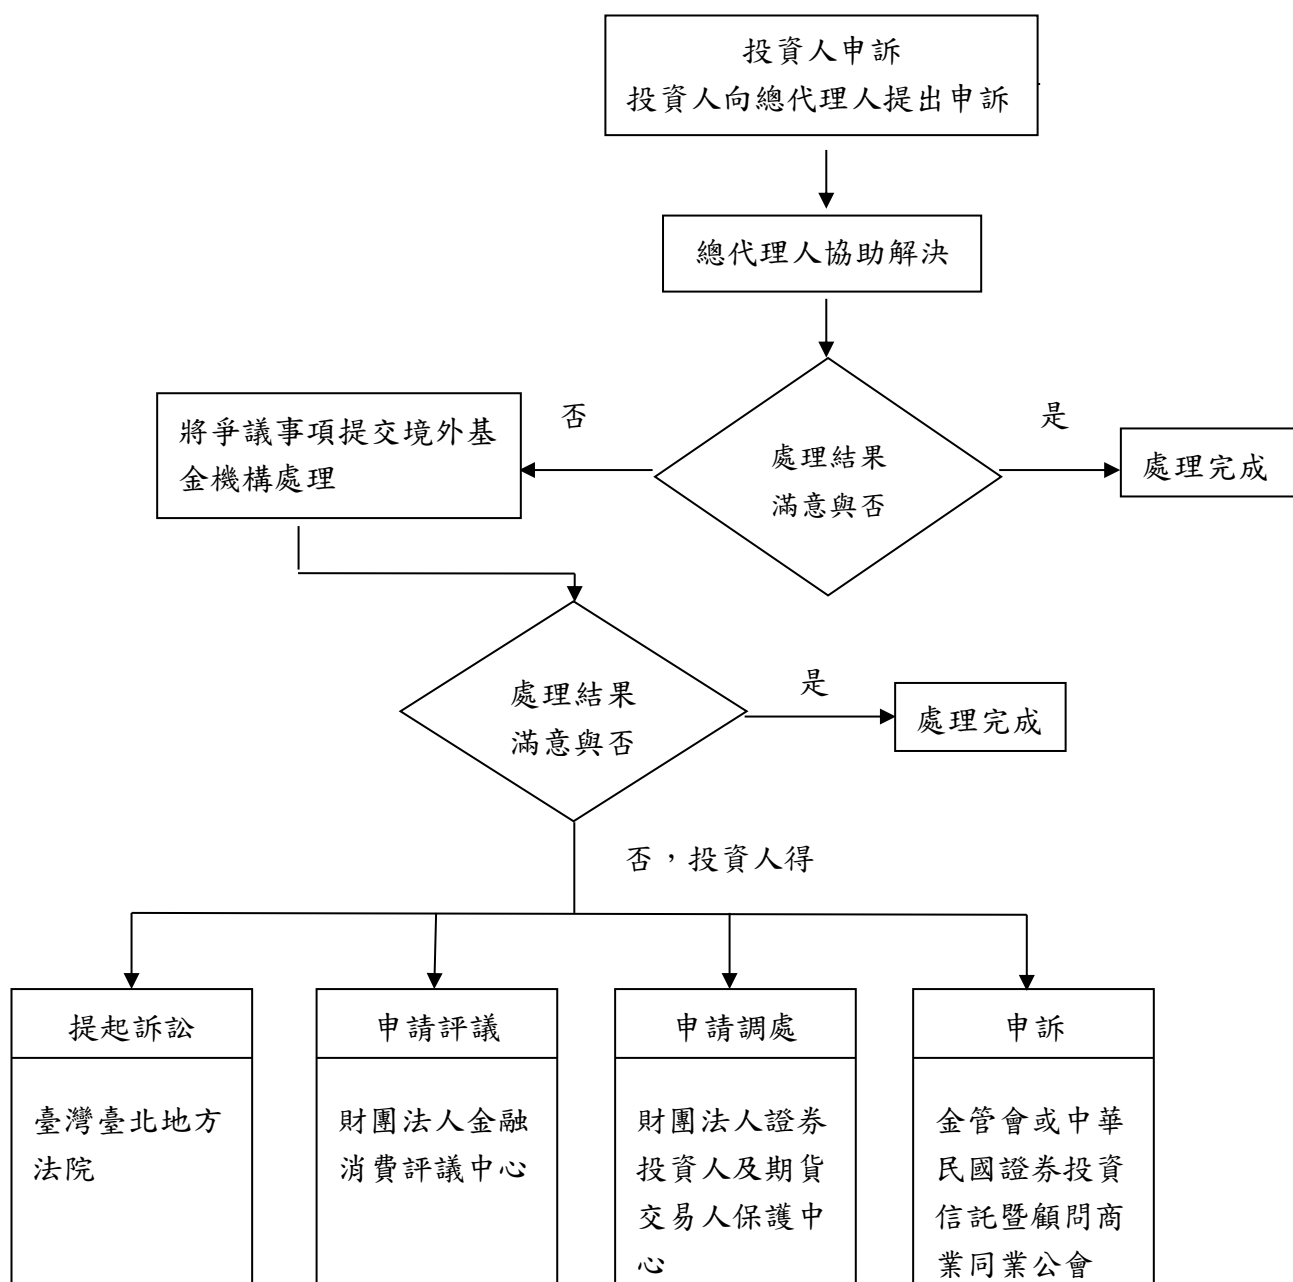 投資人申訴
投資人向總代理人提出申訴
總代理人協助解決
否
是
將爭議事項提交境外基
金機構處理
處理結果
滿意與否
處理完成
處理結果
滿意與否
是
處理完成
否，投資人得
提起訴訟
臺灣臺北地方
法院
申請評議
財團法人金融
消費評議中心
申請調處
財團法人證券
投資人及期貨
交易人保護中
心
申訴
金管會或中華
民國證券投資
信託暨顧問商
業同業公會